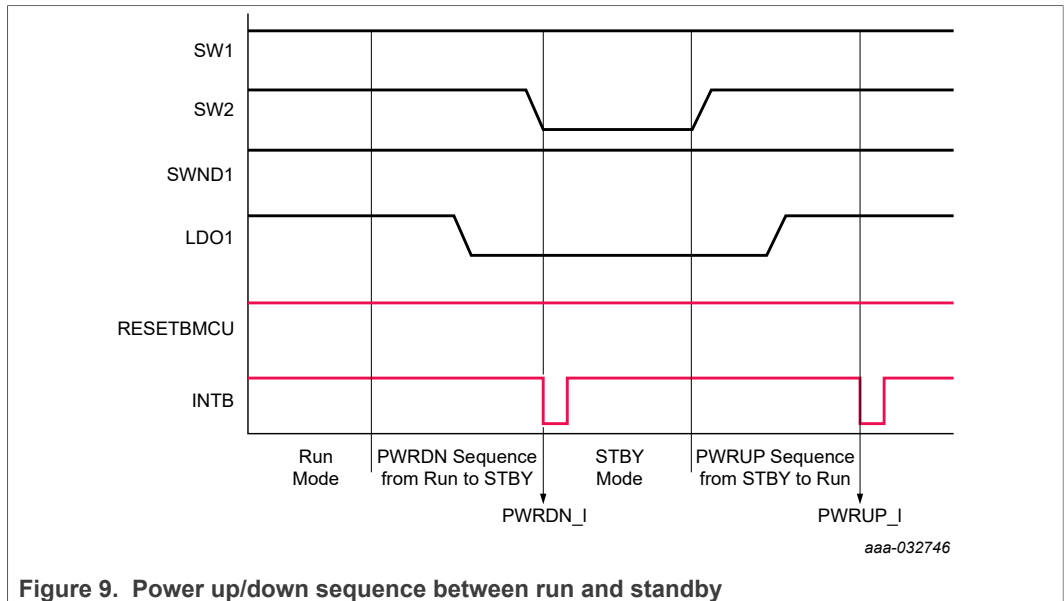 SW1
SW2
SWND1
LDO1
RESETBMCU
INTB
Run
Mode
PWRDN Sequence
from Run to STBY
STBY
Mode
PWRUP Sequence
from STBY to Run
PWRDN_I
PWRUP_I
aaa-032746
Figure 9. Power up/down sequence between run and standby